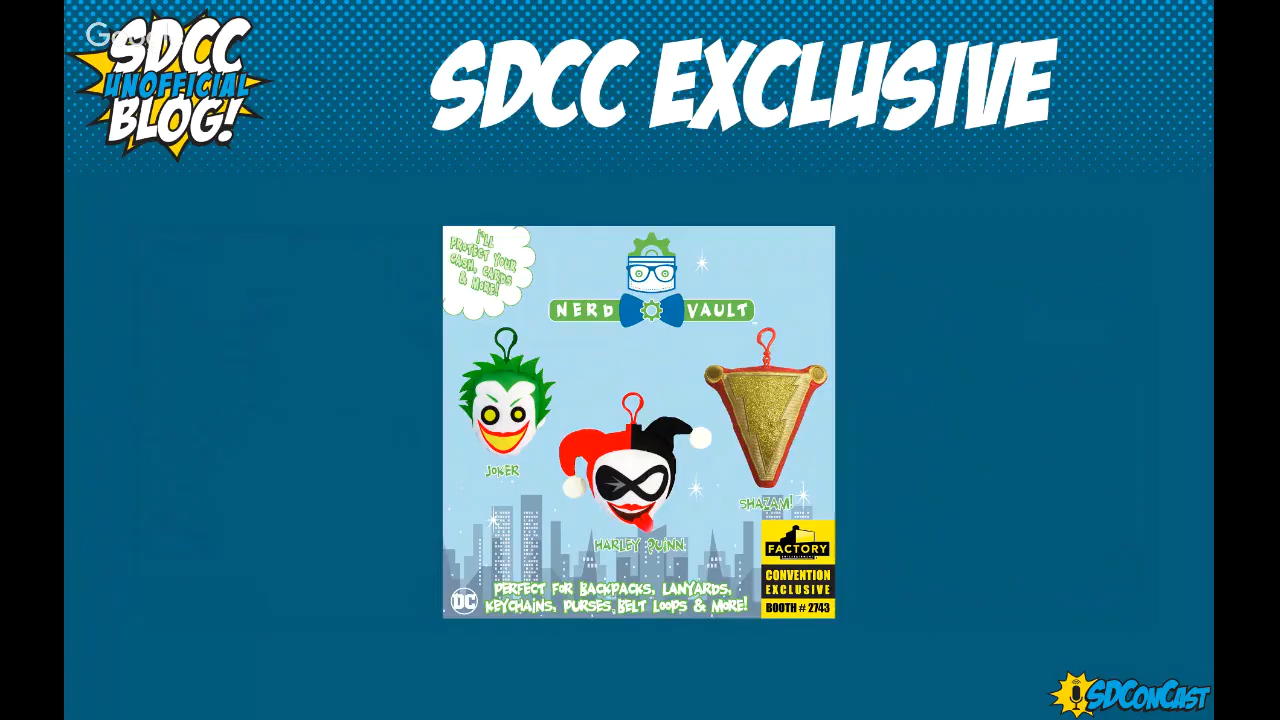 Google
SDCC
UNOFFICIAL
BLOG!
SDCC EXCLUSIVE
I'LL
PROTECT YOUR
CASH, CARDS
& MORE!
NERD VAULT
JOKER
HARLEY QUINN
SHAZAM!
PERFECT FOR BACKPACKS, LANYARDS,
KEYCHAINS, PURSES, BELT LOOPS & MORE!
DC
FACTORY
CONVENTION
EXCLUSIVE
BOOTH # 2743
SDCONCAST